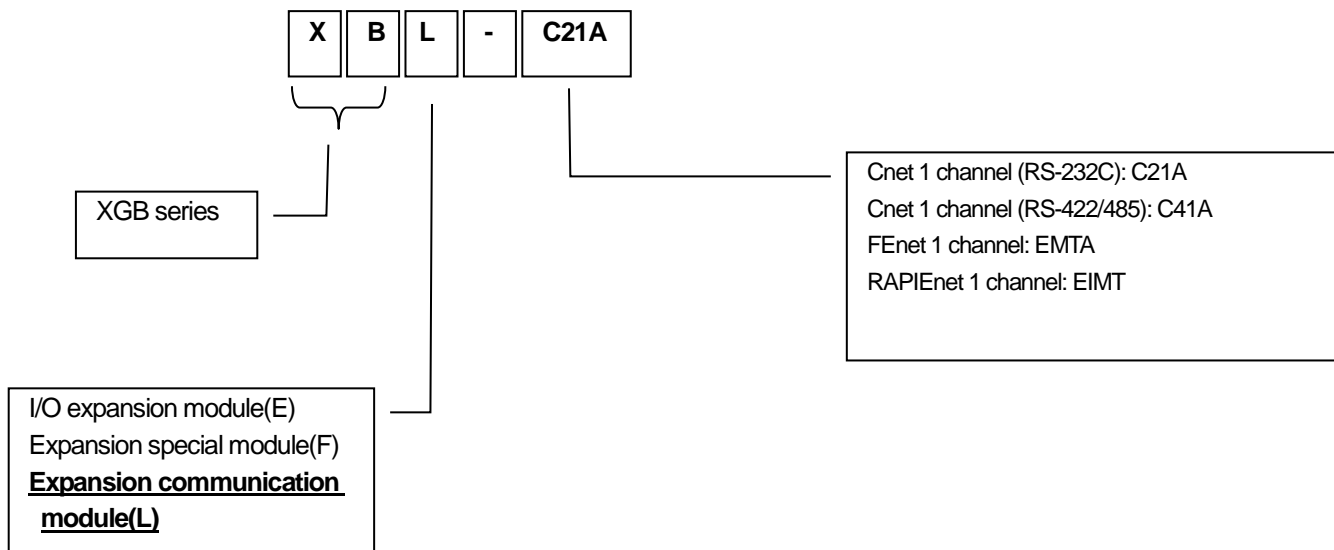 X B L - C21A
Cnet 1 channel (RS-232C): C21A
Cnet 1 channel (RS-422/485): C41A
FEnet 1 channel: EMTA
RAPIEnet 1 channel: EIMT
XGB series
I/O expansion module(E)
Expansion special module(F)
Expansion communication
module(L)